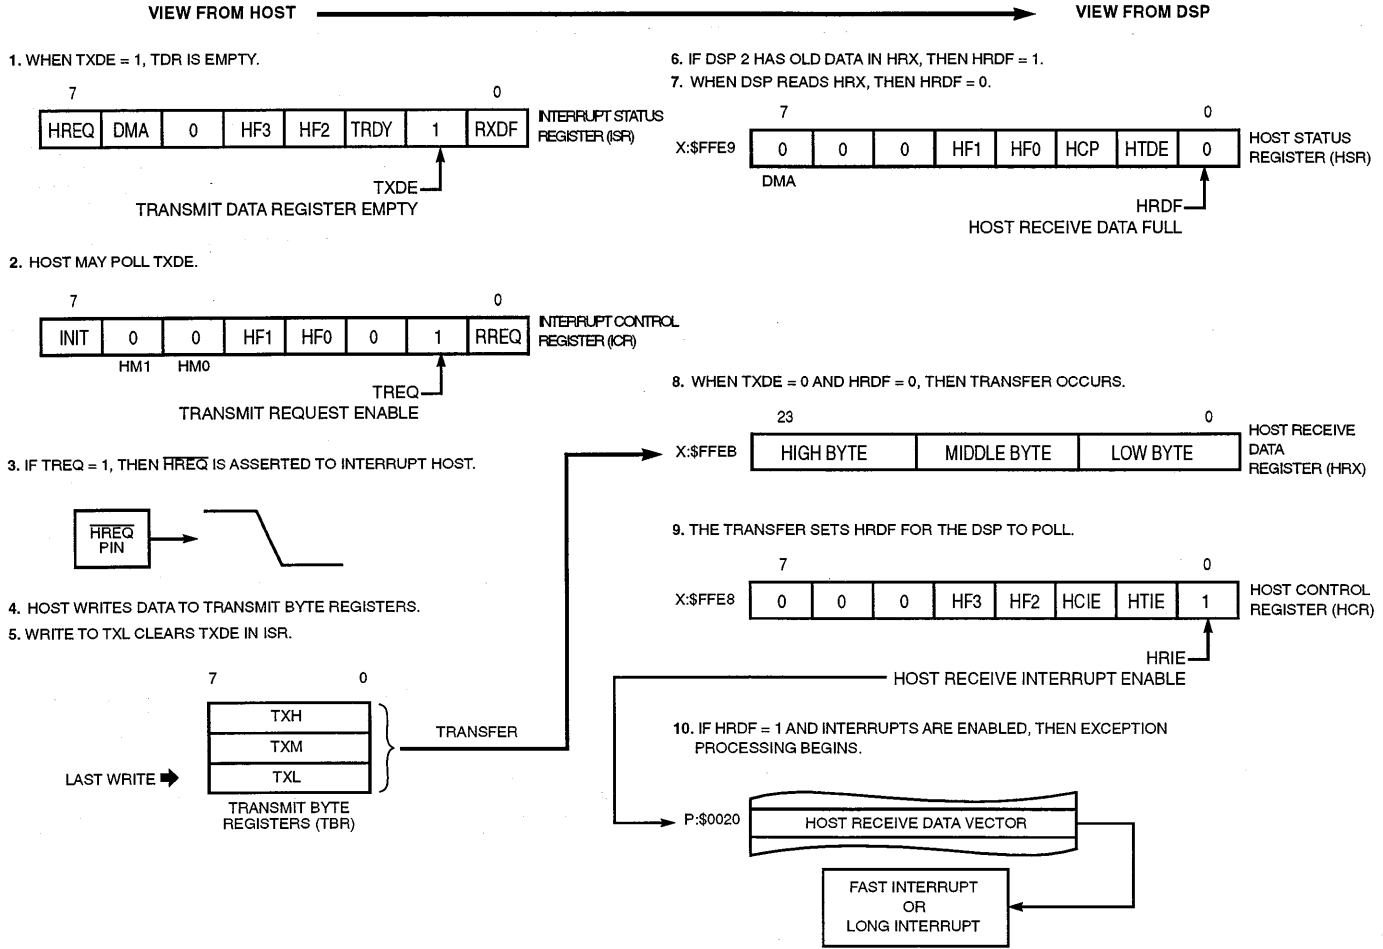 VIEW FROM HOST
VIEW FROM DSP
1. WHEN TXDE = 1, TDR IS EMPTY.
7 0
HREQ DMA 0 HF3 HF2 TRDY 1 RXDF
INTERRUPT STATUS
REGISTER (ISR)
TXDE
TRANSMIT DATA REGISTER EMPTY
2. HOST MAY POLL TXDE.
7 0
INIT 0 0 HF1 HF0 0 1 RREQ
INTERRUPT CONTROL
REGISTER (ICR)
HM1 HM0
TREQ
TRANSMIT REQUEST ENABLE
3. IF TREQ = 1, THEN HREQ IS ASSERTED TO INTERRUPT HOST.
HREQ
PIN
4. HOST WRITES DATA TO TRANSMIT BYTE REGISTERS.
5. WRITE TO TXL CLEARS TXDE IN ISR.
7 0
TXH
TXM
TXL
LAST WRITE
TRANSMIT BYTE
REGISTERS (TBR)
TRANSFER
6. IF DSP 2 HAS OLD DATA IN HRX, THEN HRDF = 1.
7. WHEN DSP READS HRX, THEN HRDF = 0.
7 0
X:$FFE9 0 0 0 HF1 HF0 HCP HTDE 0
HOST STATUS
REGISTER (HSR)
DMA
HRDF
HOST RECEIVE DATA FULL
8. WHEN TXDE = 0 AND HRDF = 0, THEN TRANSFER OCCURS.
23 0
X:$FFEB HIGH BYTE MIDDLE BYTE LOW BYTE
HOST RECEIVE
DATA
REGISTER (HRX)
9. THE TRANSFER SETS HRDF FOR THE DSP TO POLL.
7 0
X:$FFE8 0 0 0 HF3 HF2 HCIE HTIE 1
HOST CONTROL
REGISTER (HCR)
HRIE
HOST RECEIVE INTERRUPT ENABLE
10. IF HRDF = 1 AND INTERRUPTS ARE ENABLED, THEN EXCEPTION
PROCESSING BEGINS.
P:$0020 HOST RECEIVE DATA VECTOR
FAST INTERRUPT
OR
LONG INTERRUPT